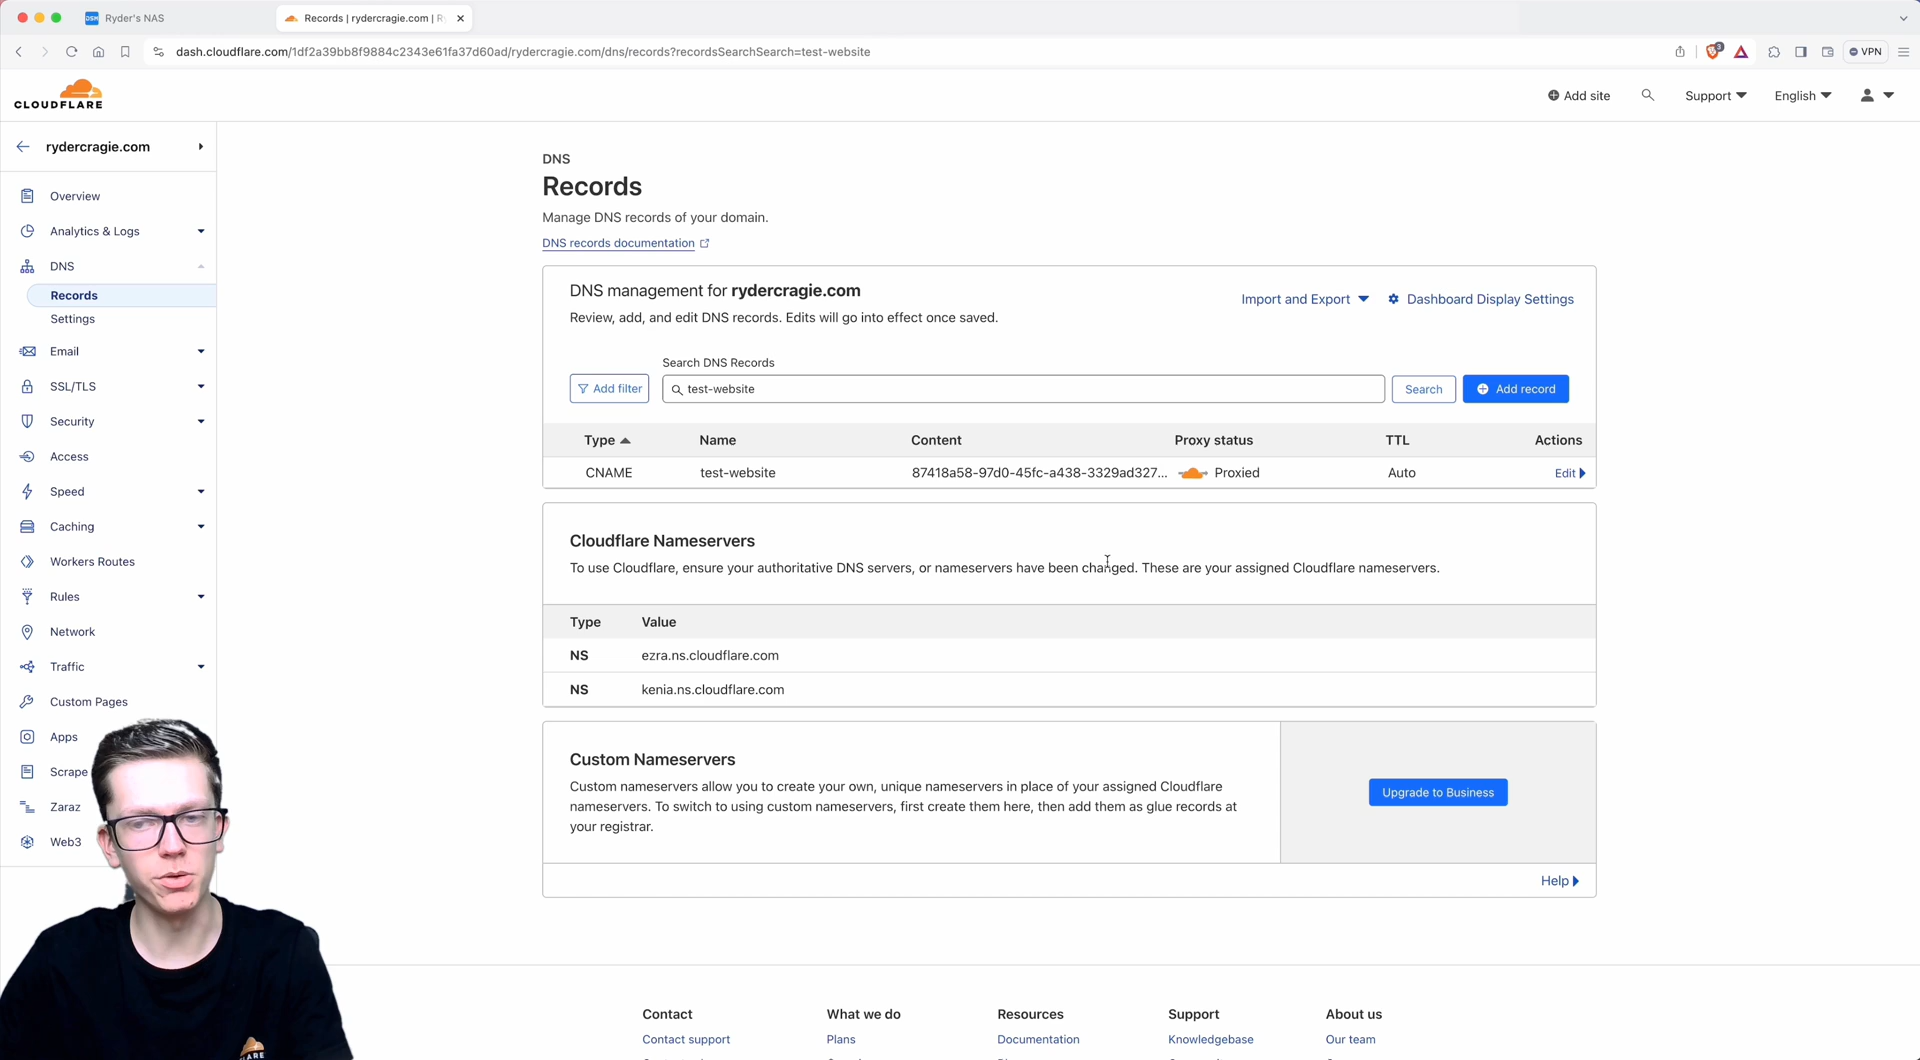 Ryder's NAS
Records | rydercragie.com | R
dash.cloudflare.com/1df2a39bb8f9884c2343e61fa37d60ad/rydercragie.com/dns/records?recordsSearchSearch=test-website
3
VPN
CLOUDFLARE
Add site
Support
English
rydercragie.com
Overview
Analytics & Logs
DNS
Records
Settings
Email
SSL/TLS
Security
Access
Speed
Caching
Workers Routes
Rules
Network
Traffic
Custom Pages
Apps
Scrape
Zaraz
Web3
DNS
Records
Manage DNS records of your domain.
DNS records documentation
DNS management for rydercragie.com
Review, add, and edit DNS records. Edits will go into effect once saved.
Import and Export
Dashboard Display Settings
Search DNS Records
Add filter
test-website
Search
Add record
Type Name Content Proxy status TTL Actions
CNAME test-website 87418a58-97d0-45fc-a438-3329ad327... Proxied Auto Edit
Cloudflare Nameservers
To use Cloudflare, ensure your authoritative DNS servers, or nameservers have been changed. These are your assigned Cloudflare nameservers.
Type Value
NS ezra.ns.cloudflare.com
NS kenia.ns.cloudflare.com
Custom Nameservers
Custom nameservers allow you to create your own, unique nameservers in place of your assigned Cloudflare
nameservers. To switch to using custom nameservers, first create them here, then add them as glue records at
your registrar.
Upgrade to Business
Help
Contact
Contact support
What we do
Plans
Resources
Documentation
Support
Knowledgebase
About us
Our team